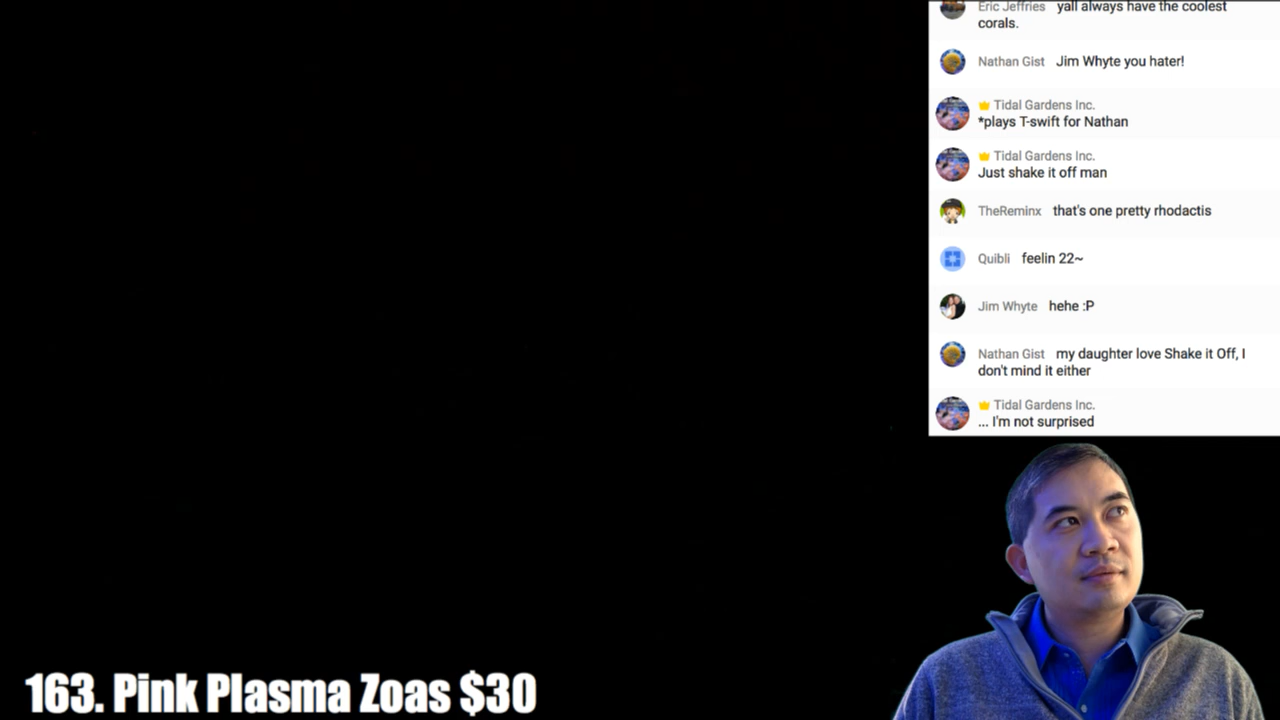 Eric Jeffries yall always have the coolest
corals.
Nathan Gist Jim Whyte you hater!
Tidal Gardens Inc.
*plays T-swift for Nathan
Tidal Gardens Inc.
Just shake it off man
TheReminx that's one pretty rhodactis
Quibli feelin 22~
Jim Whyte hehe :P
Nathan Gist my daughter love Shake it Off, I
don't mind it either
Tidal Gardens Inc.
... I'm not surprised
163. Pink Plasma Zoas $30